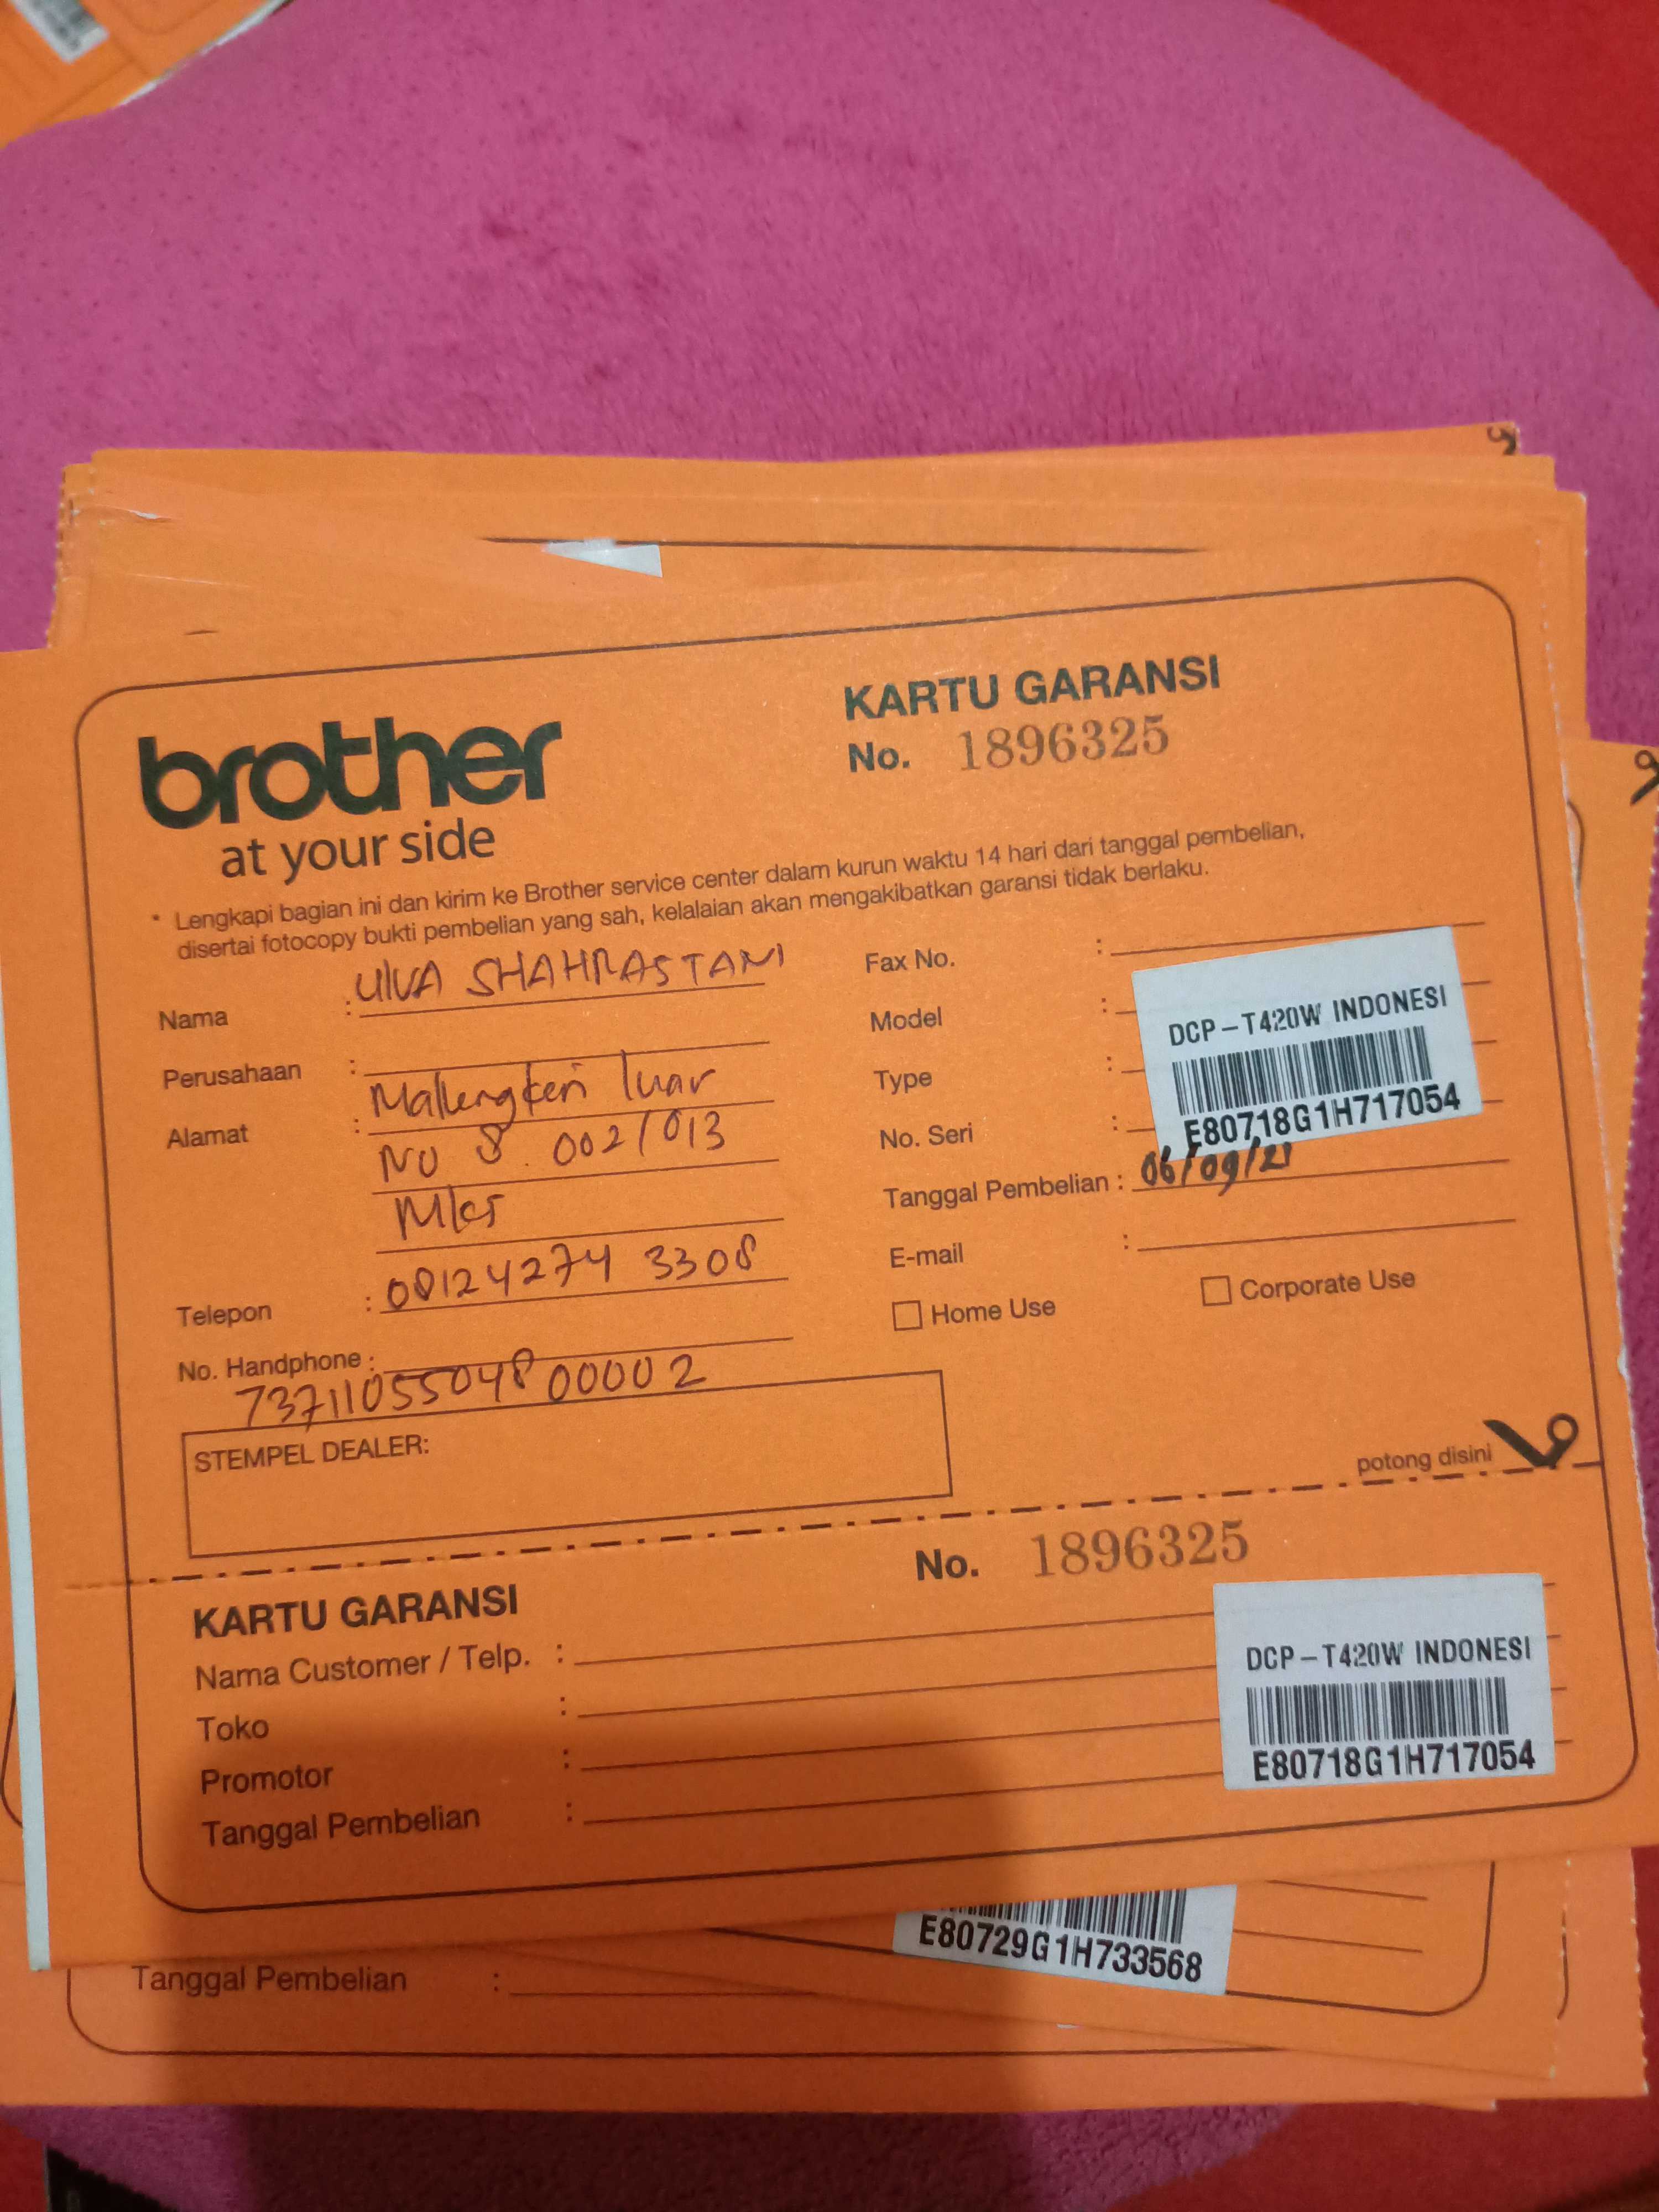 brother
at your side
KARTU GARANSI
No. 1896325
* Lengkapi bagian ini dan kirim ke Brother service center dalam kurun waktu 14 hari dari tanggal pembelian,
disertai fotocopy bukti pembelian yang sah, kelalaian akan mengakibatkan garansi tidak berlaku.
Nama : ULVA SHAHRASTANI
Perusahaan :
Alamat : Mallengkeri luar
NO 8. 002/013
Mks
Telepon : 08124274 3308
No. Handphone :
7371105504800002
STEMPEL DEALER:
Fax No. :
Model :
Type :
No. Seri :
DCP-T420W INDONESI
E80718G1H717054
Tanggal Pembelian : 06/09/21
E-mail :
Home Use
Corporate Use
potong disini
No. 1896325
KARTU GARANSI
Nama Customer / Telp. :
Toko :
Promotor :
Tanggal Pembelian :
DCP-T420W INDONESI
E80718G1H717054
E80729G1H733568
Tanggal Pembelian :